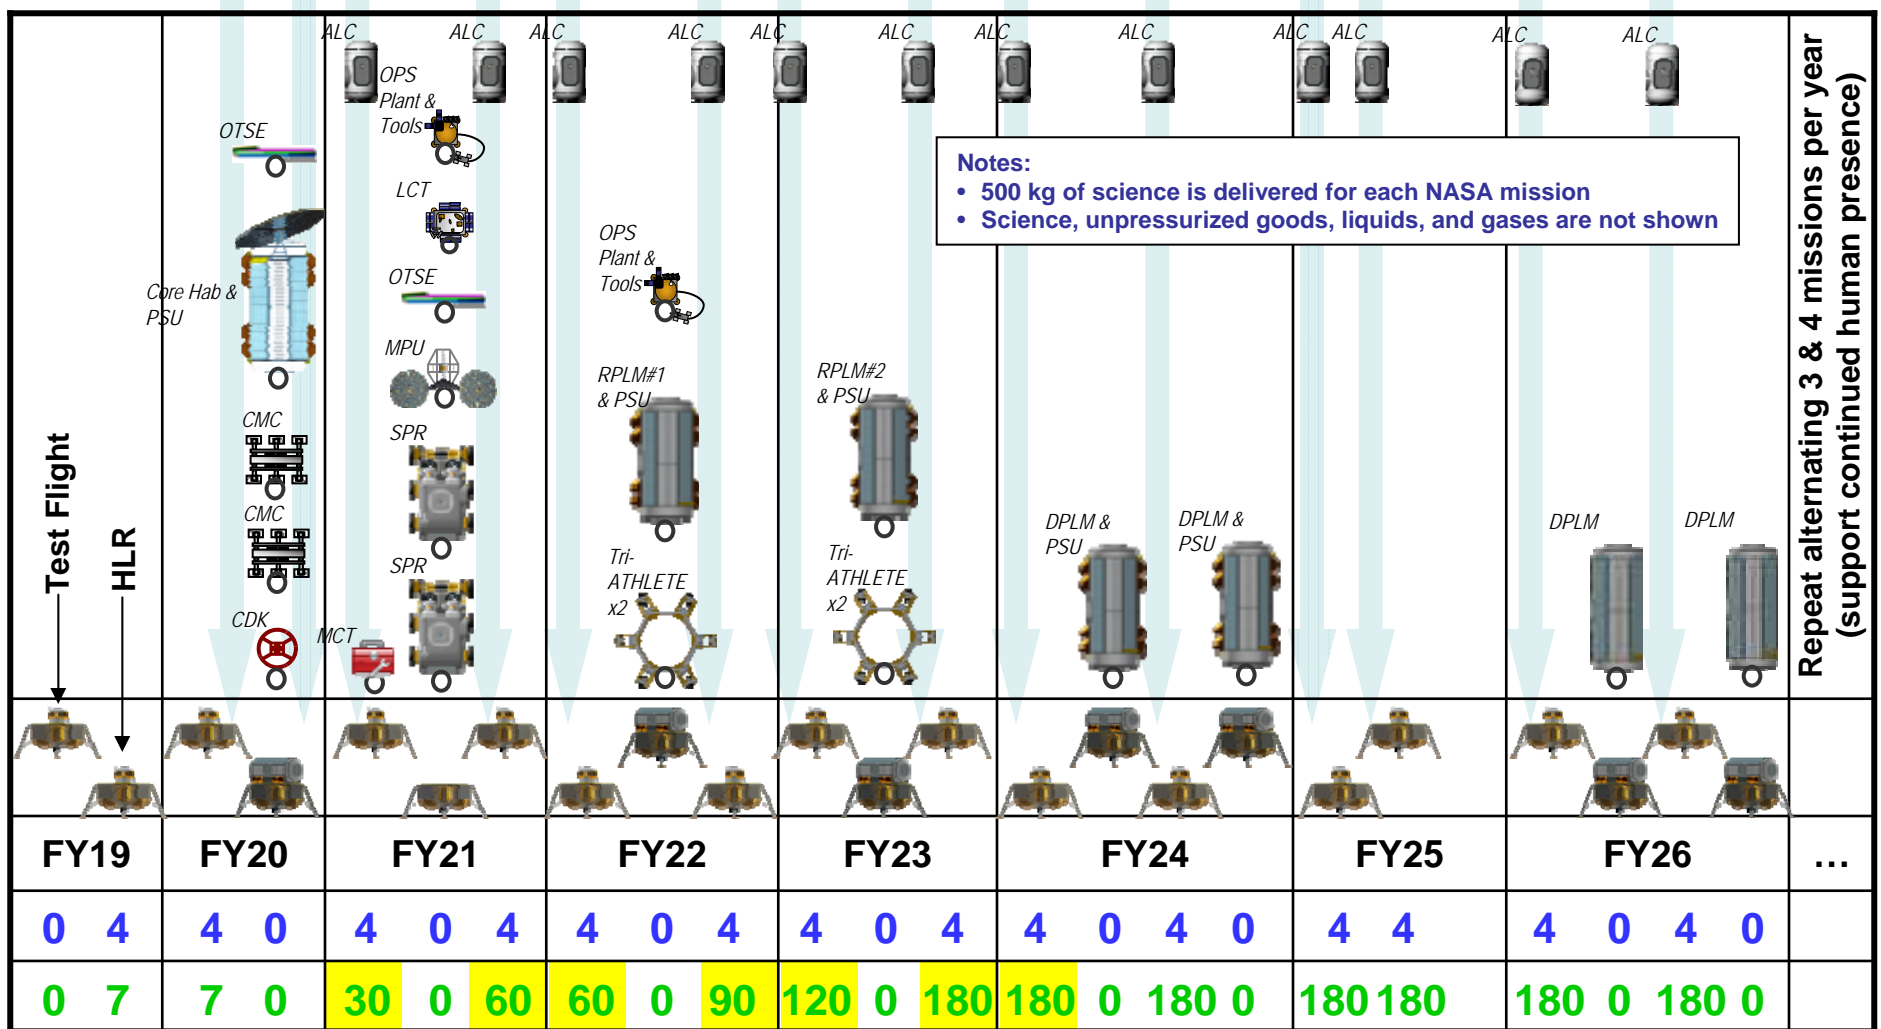 ALC ALC ALC ALC ALC ALC ALC ALC ALC ALC ALC ALC
OPS
Plant &
Tools
OTSE
LCT
Notes:
• 500 kg of science is delivered for each NASA mission
• Science, unpressurized goods, liquids, and gases are not shown
OPS
Plant &
Tools
Core Hab &
PSU
OTSE
MPU
RPLM#1
& PSU
RPLM#2
& PSU
CMC
SPR
CMC
DPLM &
PSU
DPLM &
PSU
DPLM
DPLM
SPR
Tri-
ATHLETE
x2
Tri-
ATHLETE
x2
CDK
MCT
Test Flight
HLR
Repeat alternating 3 & 4 missions per year
(support continued human presence)
FY19 FY20 FY21 FY22 FY23 FY24 FY25 FY26 ...
0 4 4 0 4 0 4 4 0 4 4 0 4 4 0 4 0 4 4 4 0 4 0
0 7 7 0 30 0 60 60 0 90 120 0 180 180 0 180 0 180 180 180 0 180 0